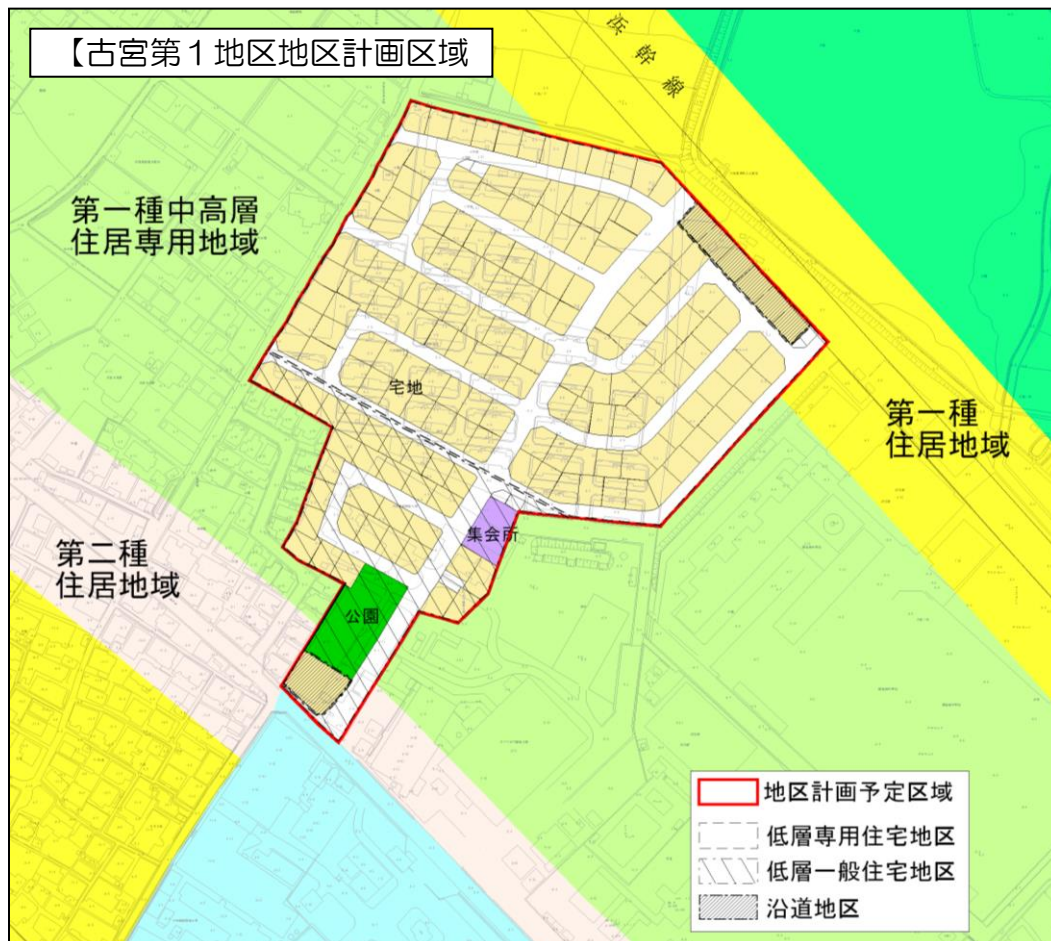 【古宮第1地区地区計画区域
浜幹線
第一種中高層
住居専用地域
宅地
第一種
住居地域
集会所
第二種
住居地域
公園
地区計画予定区域
低層専用住宅地区
低層一般住宅地区
沿道地区